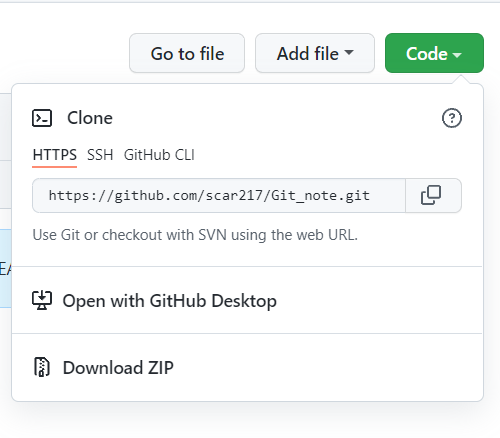 Go to file Add file Code
Clone
HTTPS SSH GitHub CLI
https://github.com/scar217/Git_note.git
Use Git or checkout with SVN using the web URL.
Open with GitHub Desktop
Download ZIP